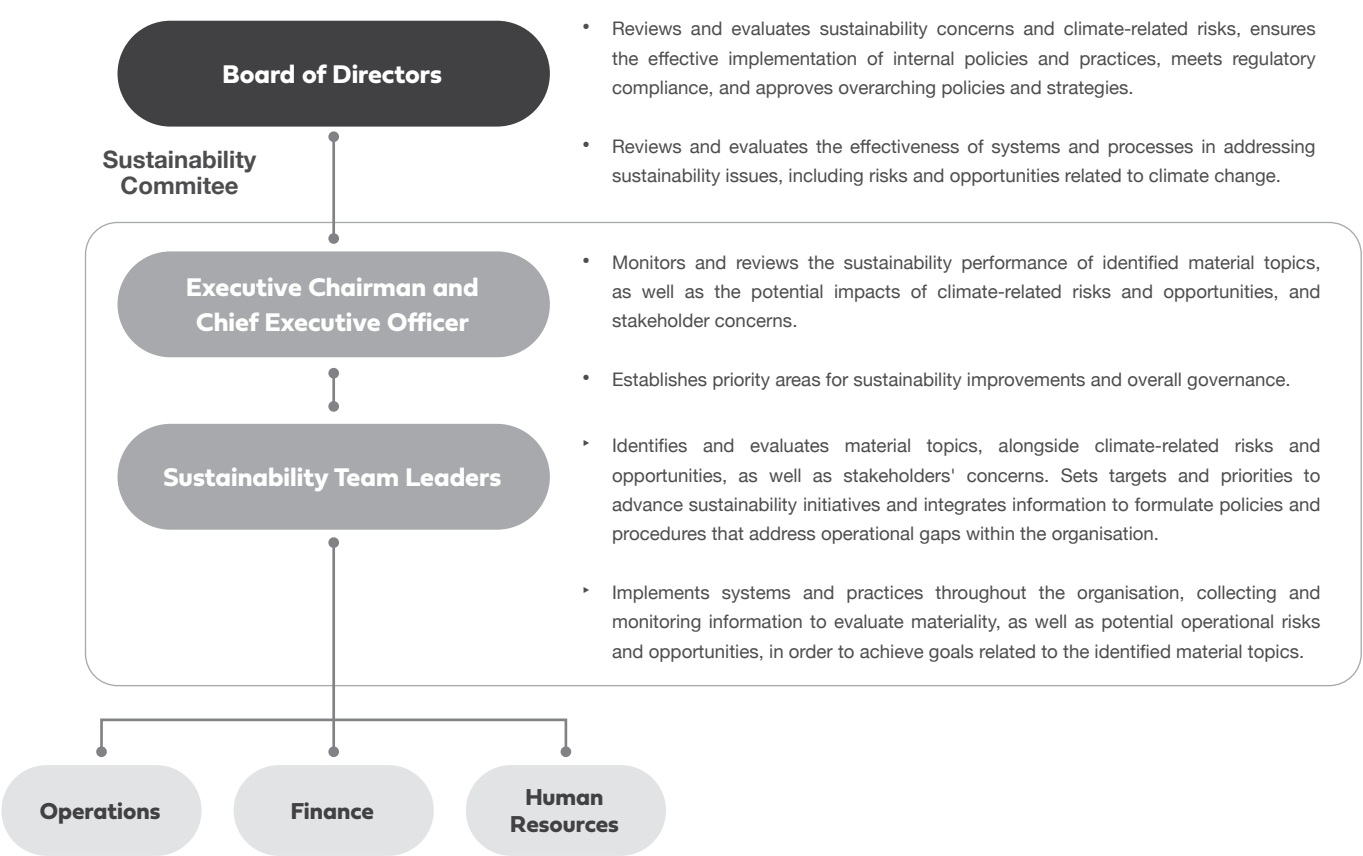 Board of Directors
• Reviews and evaluates sustainability concerns and climate-related risks, ensures
the effective implementation of internal policies and practices, meets regulatory
compliance, and approves overarching policies and strategies.
• Reviews and evaluates the effectiveness of systems and processes in addressing
sustainability issues, including risks and opportunities related to climate change.
Sustainability
Commitee
Executive Chairman and
Chief Executive Officer
• Monitors and reviews the sustainability performance of identified material topics,
as well as the potential impacts of climate-related risks and opportunities, and
stakeholder concerns.
• Establishes priority areas for sustainability improvements and overall governance.
Sustainability Team Leaders
‣ Identifies and evaluates material topics, alongside climate-related risks and
opportunities, as well as stakeholders' concerns. Sets targets and priorities to
advance sustainability initiatives and integrates information to formulate policies and
procedures that address operational gaps within the organisation.
‣ Implements systems and practices throughout the organisation, collecting and
monitoring information to evaluate materiality, as well as potential operational risks
and opportunities, in order to achieve goals related to the identified material topics.
Operations
Finance
Human
Resources